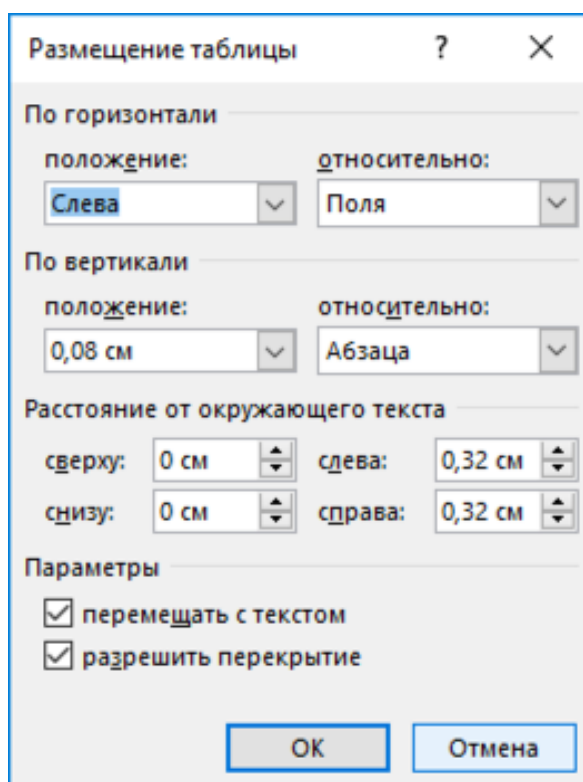 Размещение таблицы ?
По горизонтали
положение: относительно:
Слева Поля
По вертикали
положение: относительно:
0,08 см Абзаца
Расстояние от окружающего текста
сверху: 0 см слева: 0,32 см
снизу: 0 см справа: 0,32 см
Параметры
перемещать с текстом
разрешить перекрытие
ОК Отмена